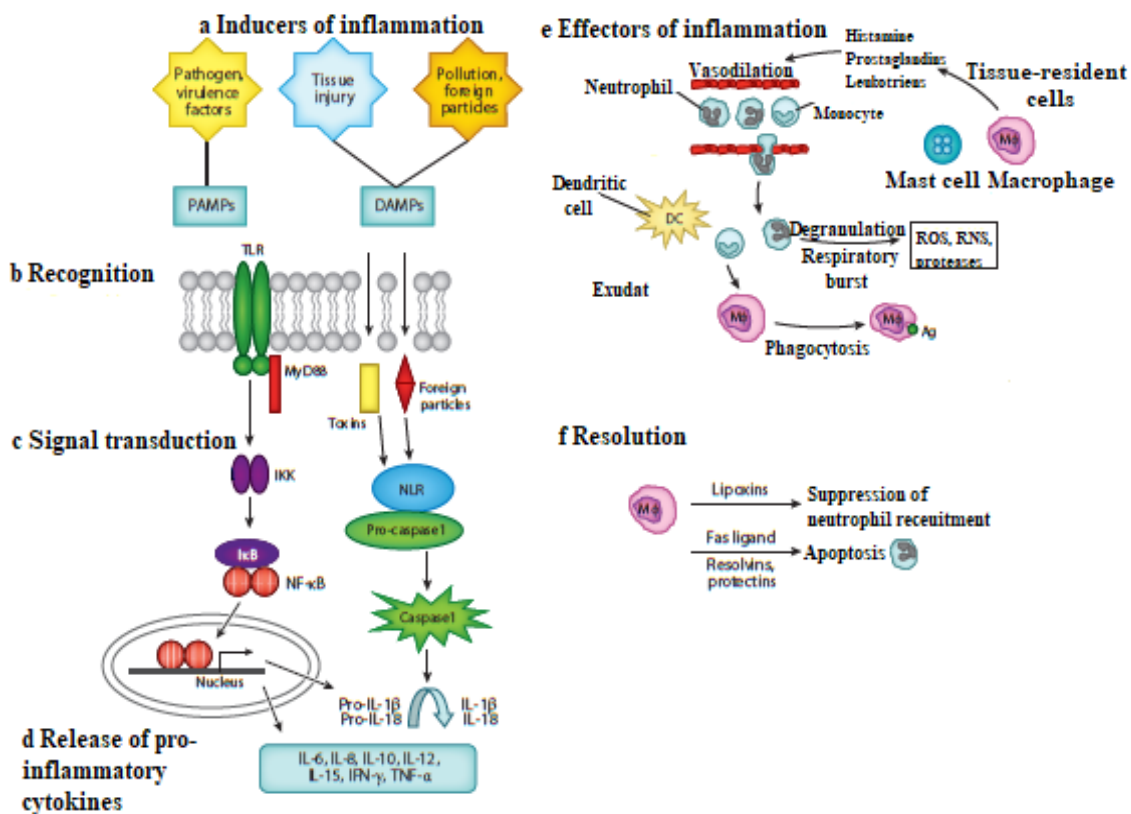 a Inducers of inflammation
Pathogen,
virulence
factors
Tissue
injury
Pollution,
foreign
particles
PAMPs
DAMPs
TLR
b Recognition
MyD88
Toxins
Foreign
particles
c Signal transduction
IKK
NLR
Pro-caspase1
IκB
NF-κB
Caspase1
Nucleus
Pro-IL-1β
Pro-IL-18
IL-1β
IL-18
d Release of pro-
inflammatory
cytokines
IL-6, IL-8, IL-10, IL-12,
IL-15, IFN-γ, TNF-α
e Effectors of inflammation
Histamine
Prostaglandius
Leubotrieus
Vasodilation
Tissue-resident
cells
Neutrophil
Monocyte
Mφ
Mast cell Macrophage
Dendritic
cell
DC
Degranulation
Respiratory
burst
ROS, RNS,
proteases
Exudat
Mφ
Mφ
Ag
Phagocytosis
f Resolution
Mφ
Lipoxins
Suppression of
neutrophil receuitment
Fas ligand
Resolvins,
protectins
Apoptosis